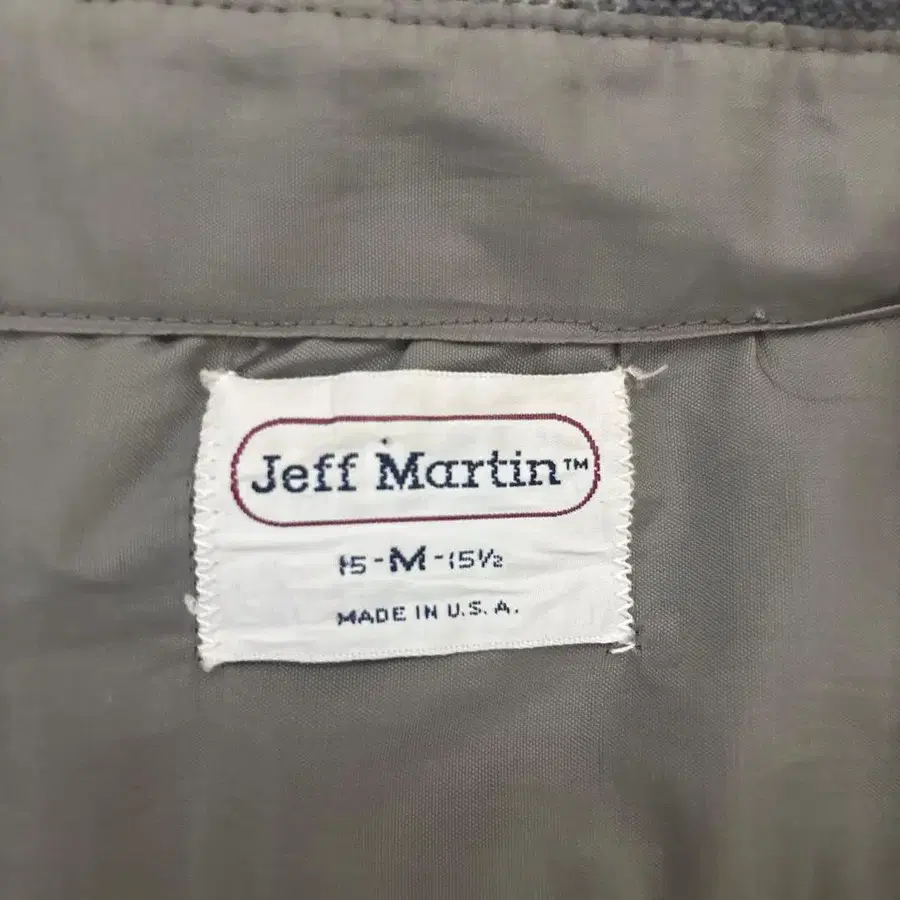 Jeff Martin™
15-M-15½
MADE IN U.S.A.